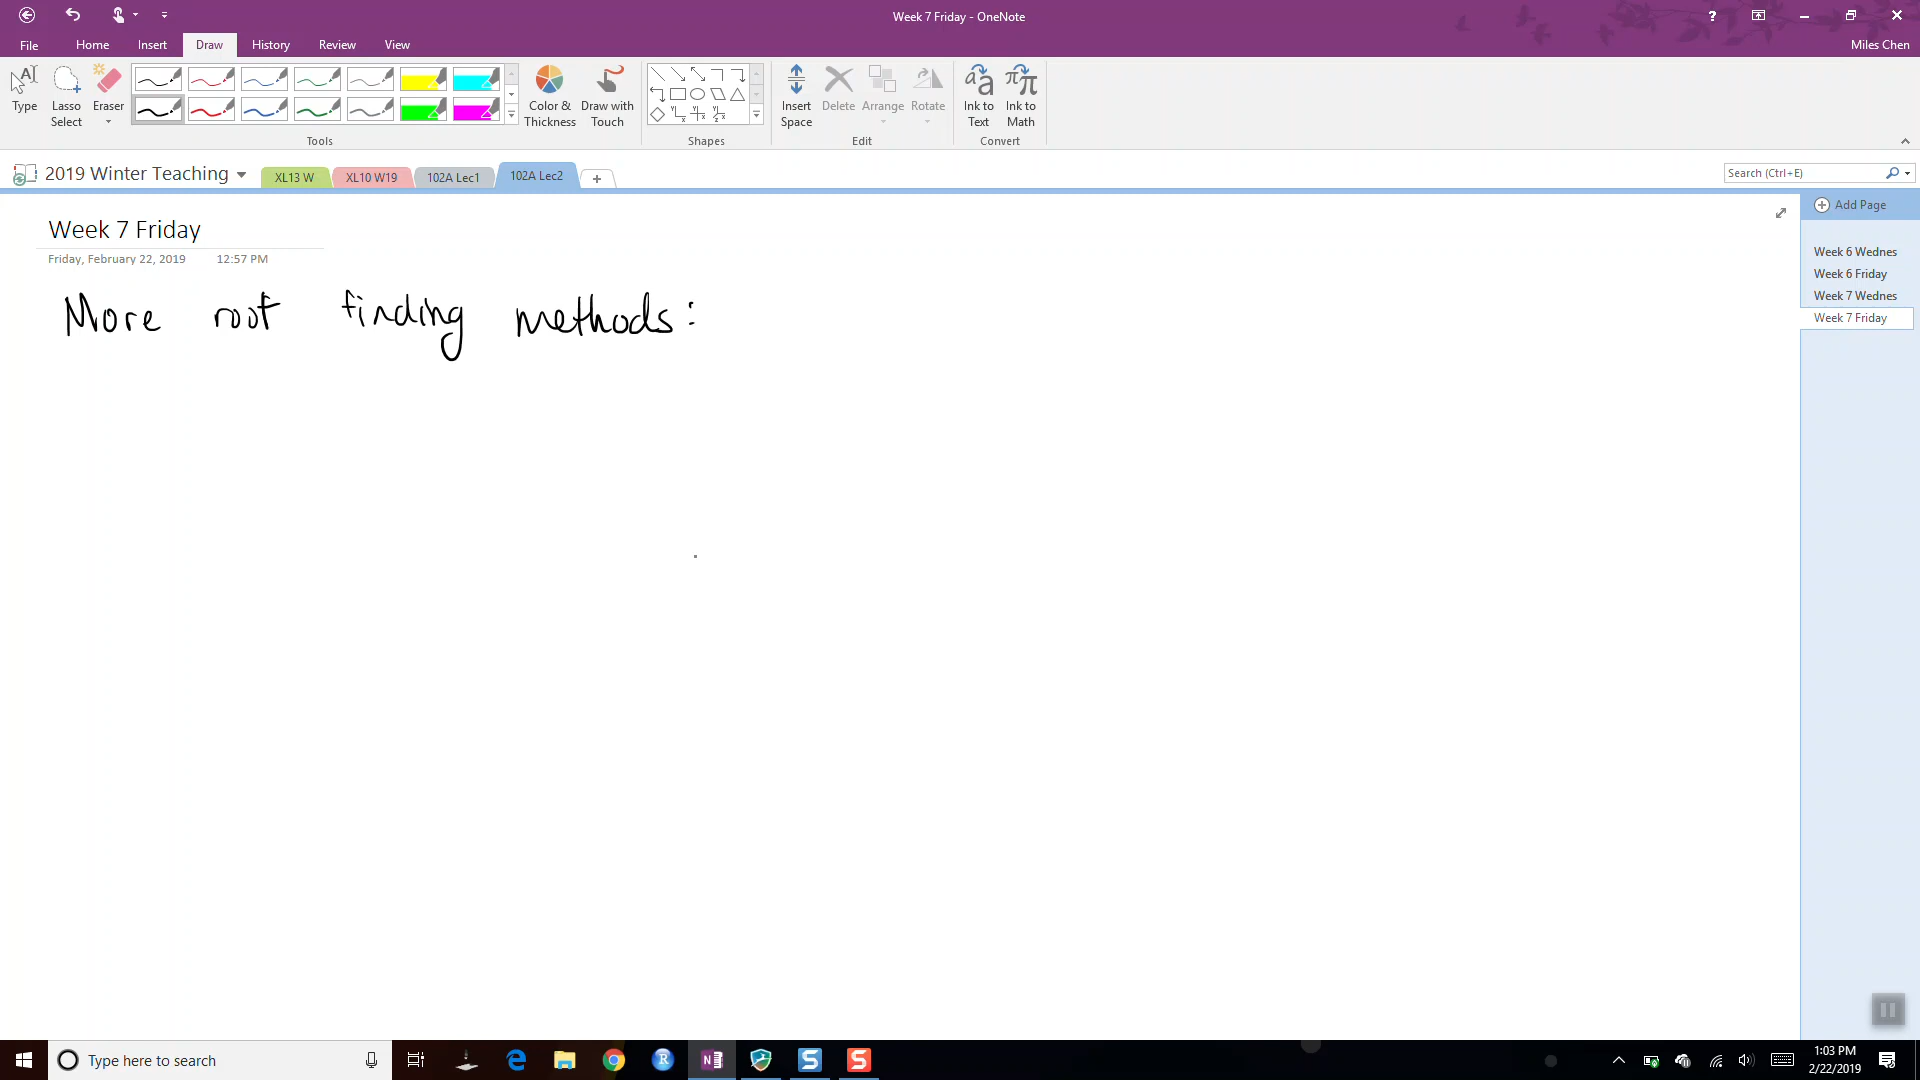 Week 7 Friday - OneNote
?
File
Home
Insert
Draw
History
Review
View
Miles Chen
Type
Lasso Select
Eraser
Color & Thickness
Draw with Touch
Insert Space
Delete
Arrange
Rotate
Ink to Text
Ink to Math
Tools
Shapes
Edit
Convert
2019 Winter Teaching
XL13 W
XL10 W19
102A Lec1
102A Lec2
Search (Ctrl+E)
Add Page
Week 7 Friday
Friday, February 22, 2019 12:57 PM
More root finding methods:
Week 6 Wednes
Week 6 Friday
Week 7 Wednes
Week 7 Friday
Type here to search
1:03 PM
2/22/2019